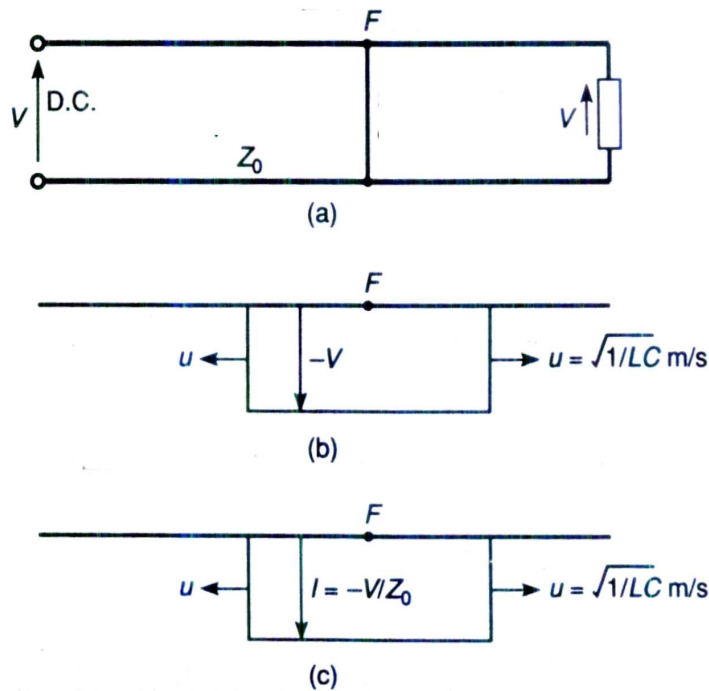 F
D.C.
V
V
Z₀
(a)
F
u
–V
u = √1/LC m/s
(b)
F
u
I = –V/Z₀
u = √1/LC m/s
(c)